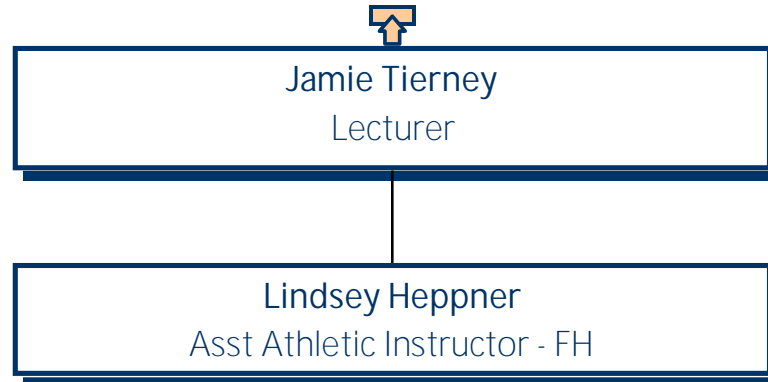 Jamie Tierney
Lecturer
Lindsey Heppner
Asst Athletic Instructor - FH